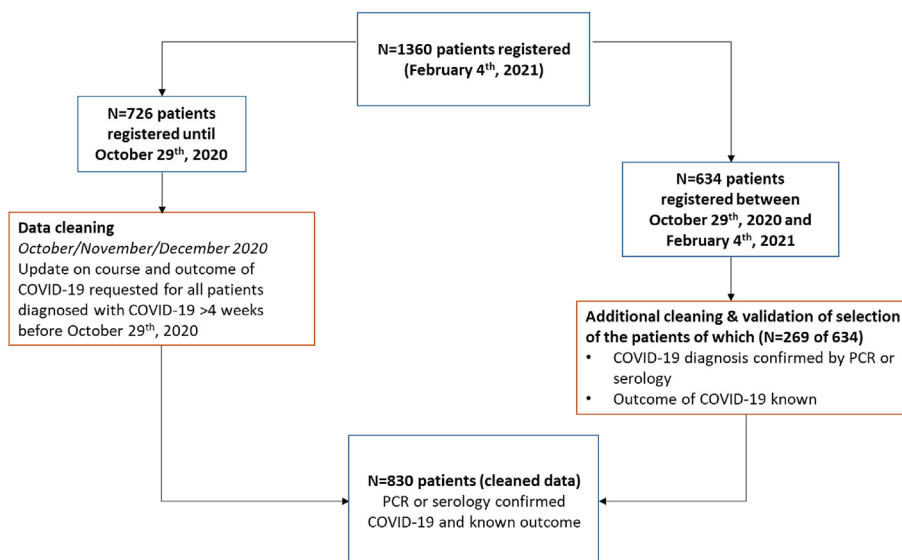 N=1360 patients registered
(February 4th, 2021)
N=726 patients
registered until
October 29th, 2020
N=634 patients
registered between
October 29th, 2020 and
February 4th, 2021
Data cleaning
October/November/December 2020
Update on course and outcome of
COVID-19 requested for all patients
diagnosed with COVID-19 >4 weeks
before October 29th, 2020
Additional cleaning & validation of selection
of the patients of which (N=269 of 634)
• COVID-19 diagnosis confirmed by PCR or
serology
• Outcome of COVID-19 known
N=830 patients (cleaned data)
PCR or serology confirmed
COVID-19 and known outcome